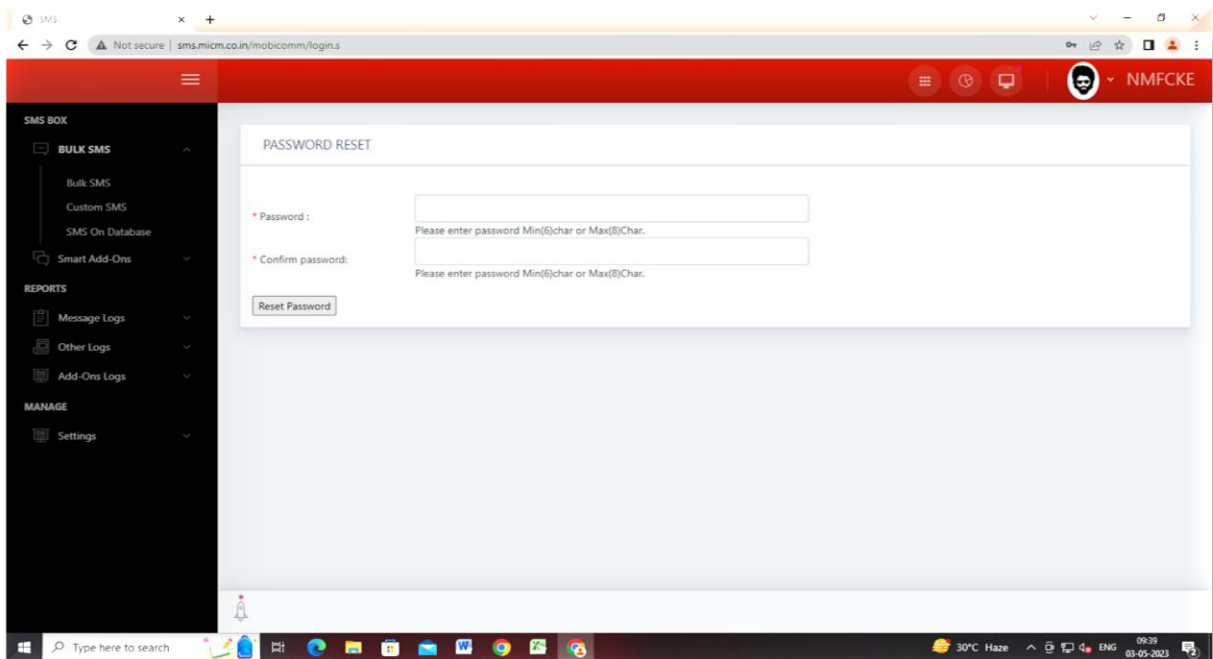 SMS
Not secure | sms.micm.co.in/mobicomm/login.s
NMFCKE
SMS BOX
BULK SMS
Bulk SMS
Custom SMS
SMS On Database
Smart Add-Ons
REPORTS
Message Logs
Other Logs
Add-Ons Logs
MANAGE
Settings
PASSWORD RESET
* Password :
Please enter password Min(6)char or Max(8)Char.
* Confirm password:
Please enter password Min(6)char or Max(8)Char.
Reset Password
Type here to search
30°C Haze
ENG
09:39
03-05-2023
2